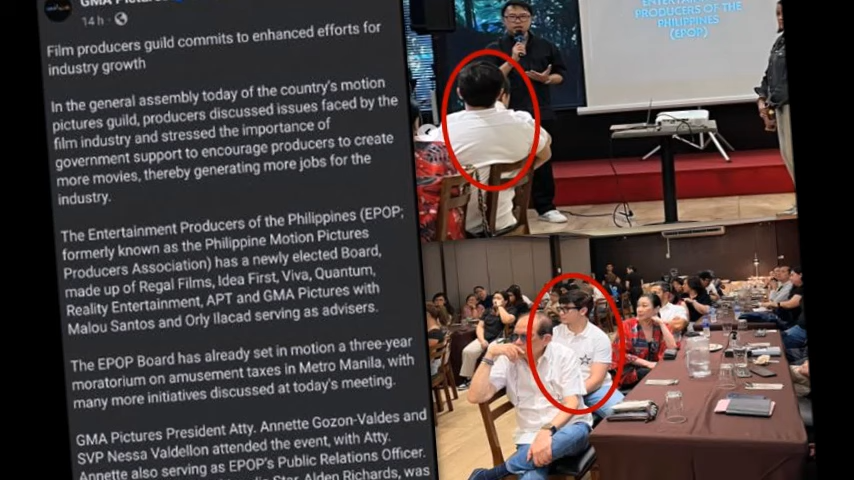 GMA Pictures
14 h
Film producers guild commits to enhanced efforts for
industry growth
In the general assembly today of the country's motion
pictures guild, producers discussed issues faced by the
film industry and stressed the importance of
government support to encourage producers to create
more movies, thereby generating more jobs for the
industry.
The Entertainment Producers of the Philippines (EPOP;
formerly known as the Philippine Motion Pictures
Producers Association) has a newly elected Board,
made up of Regal Films, Idea First, Viva, Quantum,
Reality Entertainment, APT and GMA Pictures with
Malou Santos and Orly Ilacad serving as advisers.
The EPOP Board has already set in motion a three-year
moratorium on amusement taxes in Metro Manila, with
many more initiatives discussed at today's meeting.
GMA Pictures President Atty. Annette Gozon-Valdes and
SVP Nessa Valdellon attended the event, with Atty.
Annette also serving as EPOP's Public Relations Officer.
Star, Alden Richards, was
PRODUCERS OF THE
PHILIPPINES
(EPOP)